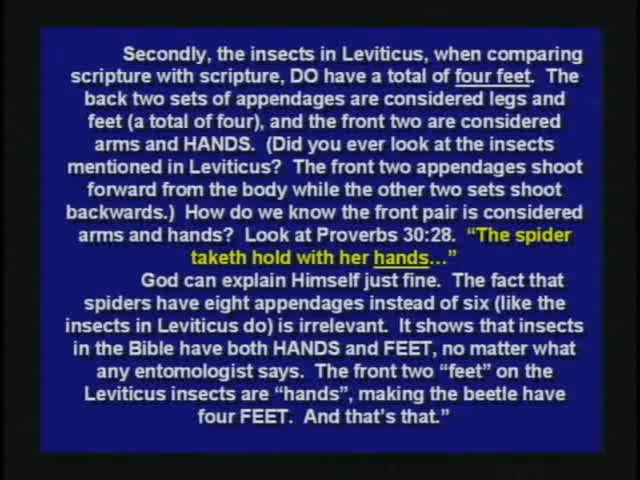 Secondly, the insects in Leviticus, when comparing
scripture with scripture, DO have a total of four feet. The
back two sets of appendages are considered legs and
feet (a total of four), and the front two are considered
arms and HANDS. (Did you ever look at the insects
mentioned in Leviticus? The front two appendages shoot
forward from the body while the other two sets shoot
backwards.) How do we know the front pair is considered
arms and hands? Look at Proverbs 30:28. “The spider
taketh hold with her hands…”
God can explain Himself just fine. The fact that
spiders have eight appendages instead of six (like the
insects in Leviticus do) is irrelevant. It shows that insects
in the Bible have both HANDS and FEET, no matter what
any entomologist says. The front two “feet” on the
Leviticus insects are “hands”, making the beetle have
four FEET. And that’s that.”